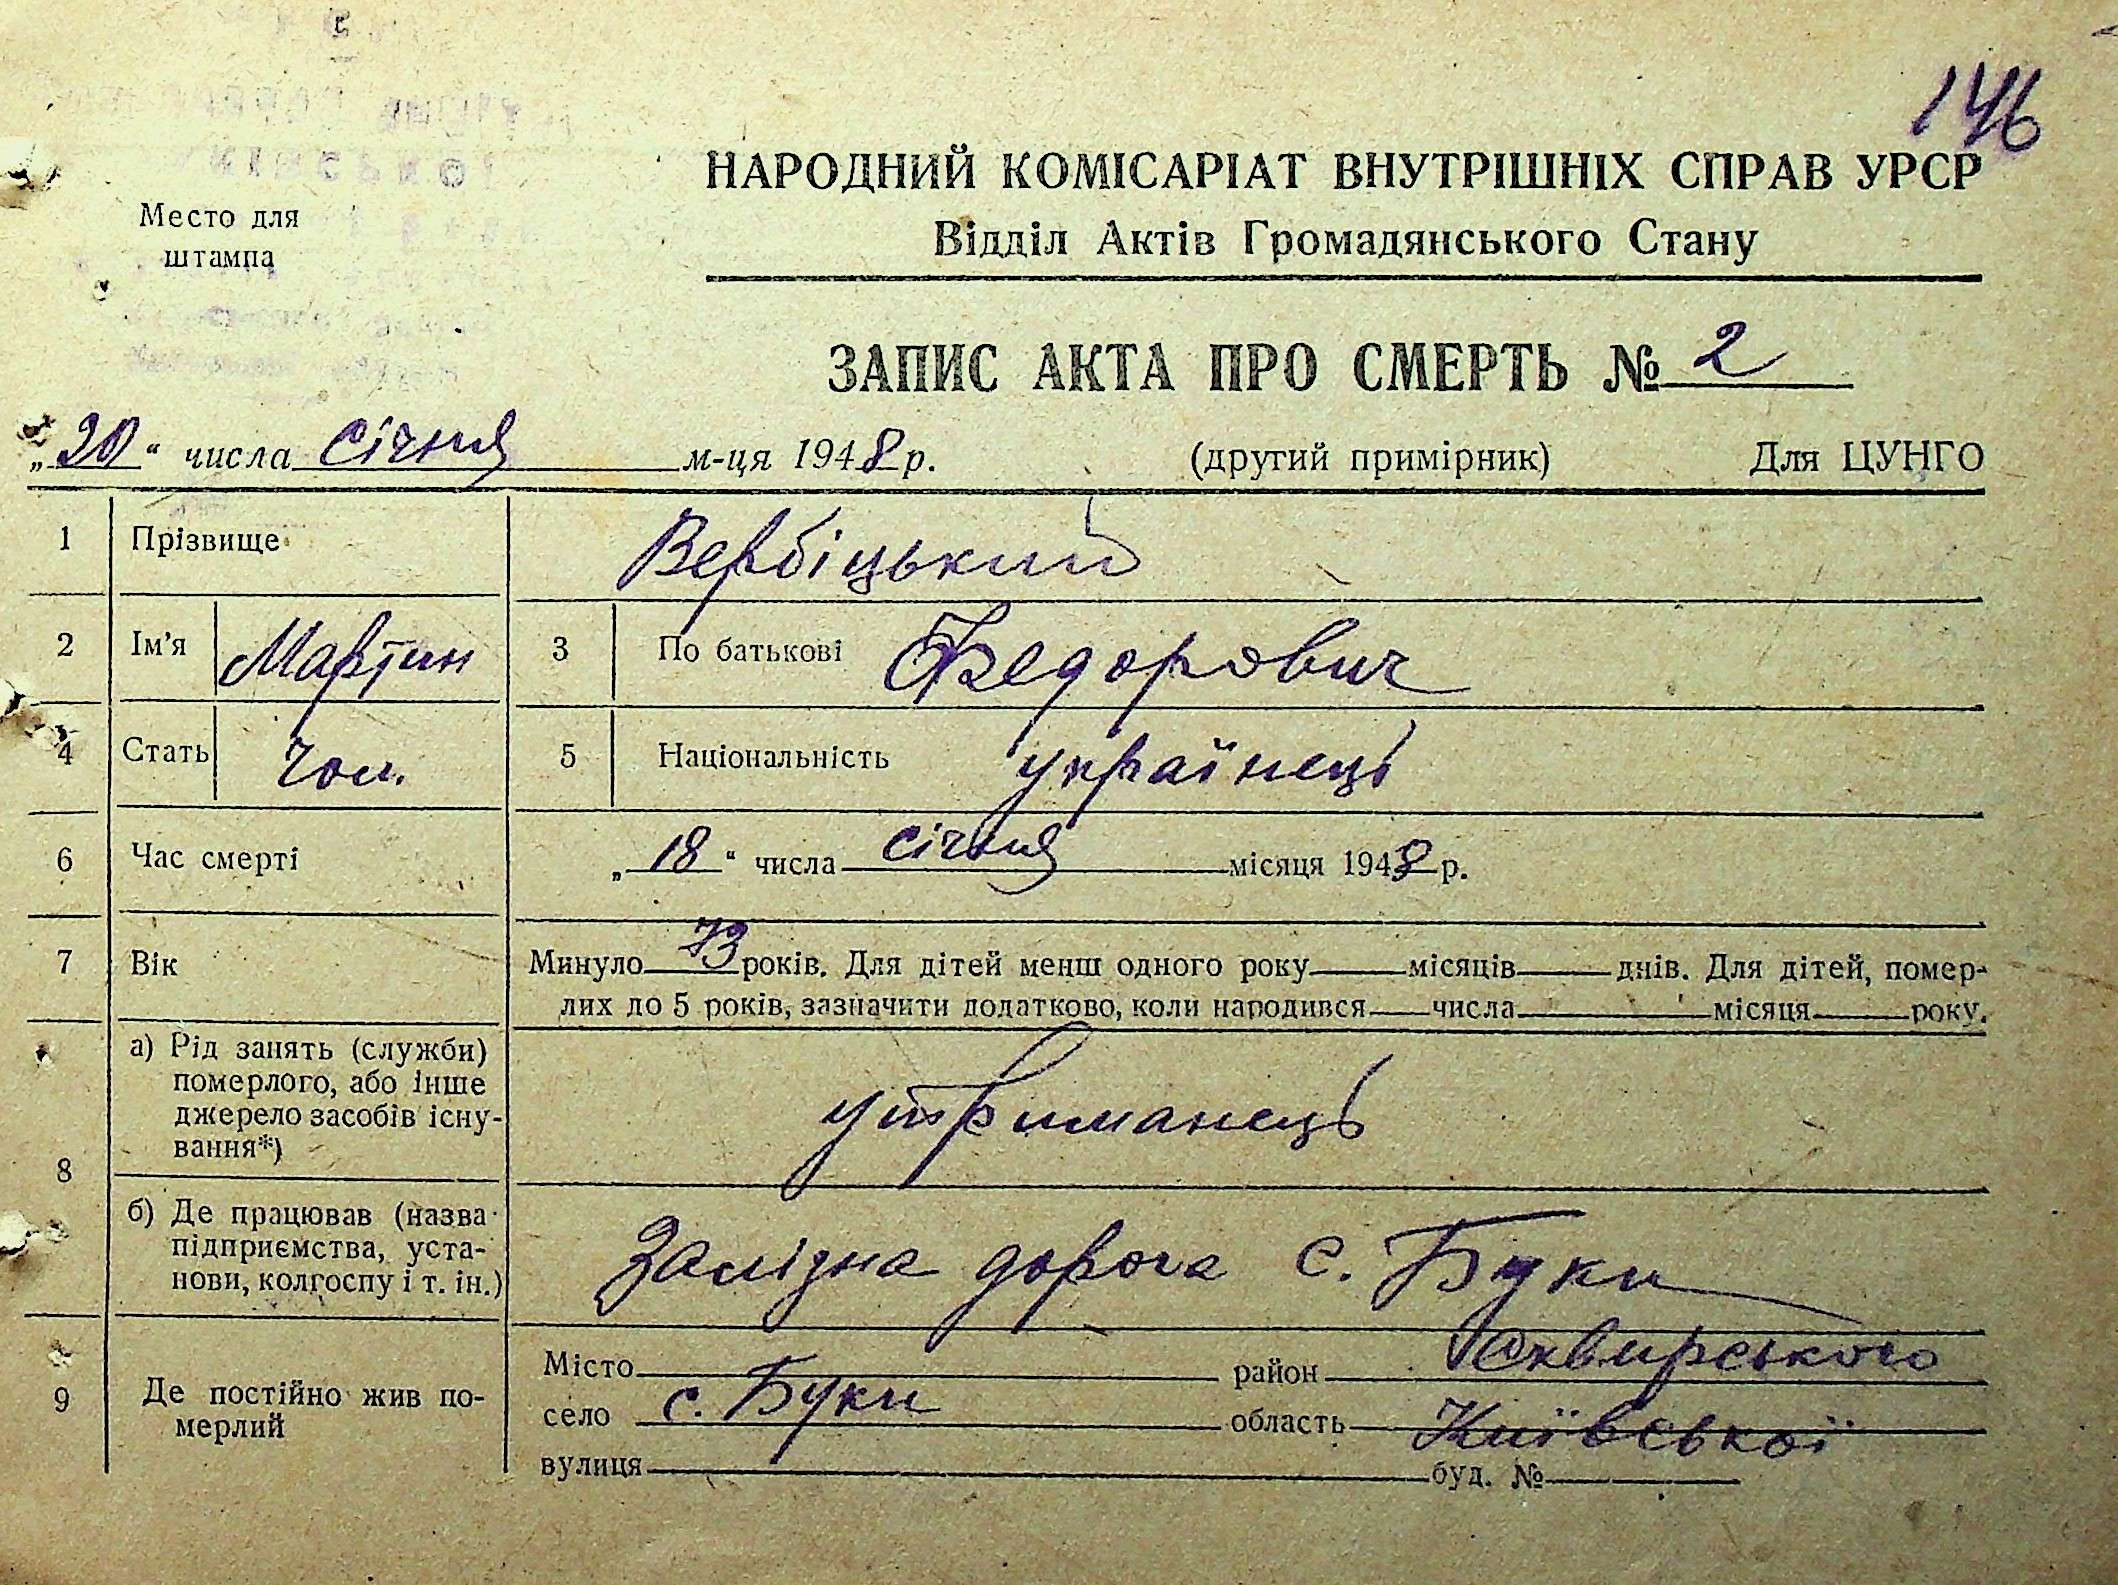 146
Место для
штампа
НАРОДНИЙ КОМІСАРІАТ ВНУТРІШНІХ СПРАВ УРСР
Відділ Актів Громадянського Стану
ЗАПИС АКТА ПРО СМЕРТЬ № 2
„20“ числа січня м-ця 1948 р. (другий примірник) Для ЦУНГО
1 Прізвище Вербіцький
2 Ім’я Мартин 3 По батькові Федорович
4 Стать чол. 5 Національність українець
6 Час смерті „18“ числа січня місяця 1948 р.
7 Вік Минуло 73 років. Для дітей менш одного року місяців днів. Для дітей, помер-
лих до 5 років, зазначити додатково, коли народився числа місяця року.
8 а) Рід занять (служби)
померлого, або інше
джерело засобів існу-
вання*)
утриманець
б) Де працював (назва
підприємства, уста-
нови, колгоспу і т. ін.)
Залізна дорога с. Буки
9 Де постійно жив по-
мерлий
Місто район Сквирського
село с. Буки область Київської
вулиця буд. №